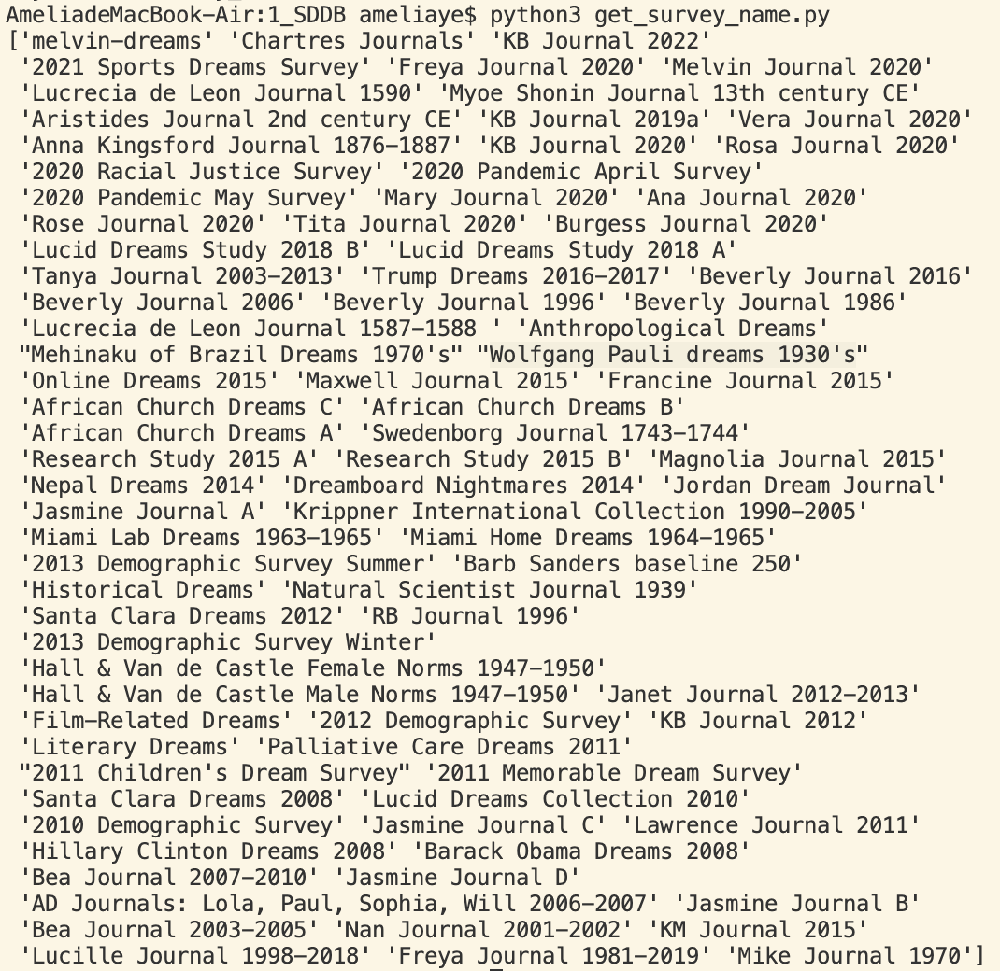 AmeliadeMacBook-Air:1_SDDB ameliaye$ python3 get_survey_name.py
['melvin-dreams' 'Chartres Journals' 'KB Journal 2022'
'2021 Sports Dreams Survey' 'Freya Journal 2020' 'Melvin Journal 2020'
'Lucrecia de Leon Journal 1590' 'Myoe Shonin Journal 13th century CE'
'Aristides Journal 2nd century CE' 'KB Journal 2019a' 'Vera Journal 2020'
'Anna Kingsford Journal 1876-1887' 'KB Journal 2020' 'Rosa Journal 2020'
'2020 Racial Justice Survey' '2020 Pandemic April Survey'
'2020 Pandemic May Survey' 'Mary Journal 2020' 'Ana Journal 2020'
'Rose Journal 2020' 'Tita Journal 2020' 'Burgess Journal 2020'
'Lucid Dreams Study 2018 B' 'Lucid Dreams Study 2018 A'
'Tanya Journal 2003-2013' 'Trump Dreams 2016-2017' 'Beverly Journal 2016'
'Beverly Journal 2006' 'Beverly Journal 1996' 'Beverly Journal 1986'
'Lucrecia de Leon Journal 1587-1588 ' 'Anthropological Dreams'
"Mehinaku of Brazil Dreams 1970's" "Wolfgang Pauli dreams 1930's"
'Online Dreams 2015' 'Maxwell Journal 2015' 'Francine Journal 2015'
'African Church Dreams C' 'African Church Dreams B'
'African Church Dreams A' 'Swedenborg Journal 1743-1744'
'Research Study 2015 A' 'Research Study 2015 B' 'Magnolia Journal 2015'
'Nepal Dreams 2014' 'Dreamboard Nightmares 2014' 'Jordan Dream Journal'
'Jasmine Journal A' 'Krippner International Collection 1990-2005'
'Miami Lab Dreams 1963-1965' 'Miami Home Dreams 1964-1965'
'2013 Demographic Survey Summer' 'Barb Sanders baseline 250'
'Historical Dreams' 'Natural Scientist Journal 1939'
'Santa Clara Dreams 2012' 'RB Journal 1996'
'2013 Demographic Survey Winter'
'Hall & Van de Castle Female Norms 1947-1950'
'Hall & Van de Castle Male Norms 1947-1950' 'Janet Journal 2012-2013'
'Film-Related Dreams' '2012 Demographic Survey' 'KB Journal 2012'
'Literary Dreams' 'Palliative Care Dreams 2011'
"2011 Children's Dream Survey" '2011 Memorable Dream Survey'
'Santa Clara Dreams 2008' 'Lucid Dreams Collection 2010'
'2010 Demographic Survey' 'Jasmine Journal C' 'Lawrence Journal 2011'
'Hillary Clinton Dreams 2008' 'Barack Obama Dreams 2008'
'Bea Journal 2007-2010' 'Jasmine Journal D'
'AD Journals: Lola, Paul, Sophia, Will 2006-2007' 'Jasmine Journal B'
'Bea Journal 2003-2005' 'Nan Journal 2001-2002' 'KM Journal 2015'
'Lucille Journal 1998-2018' 'Freya Journal 1981-2019' 'Mike Journal 1970']